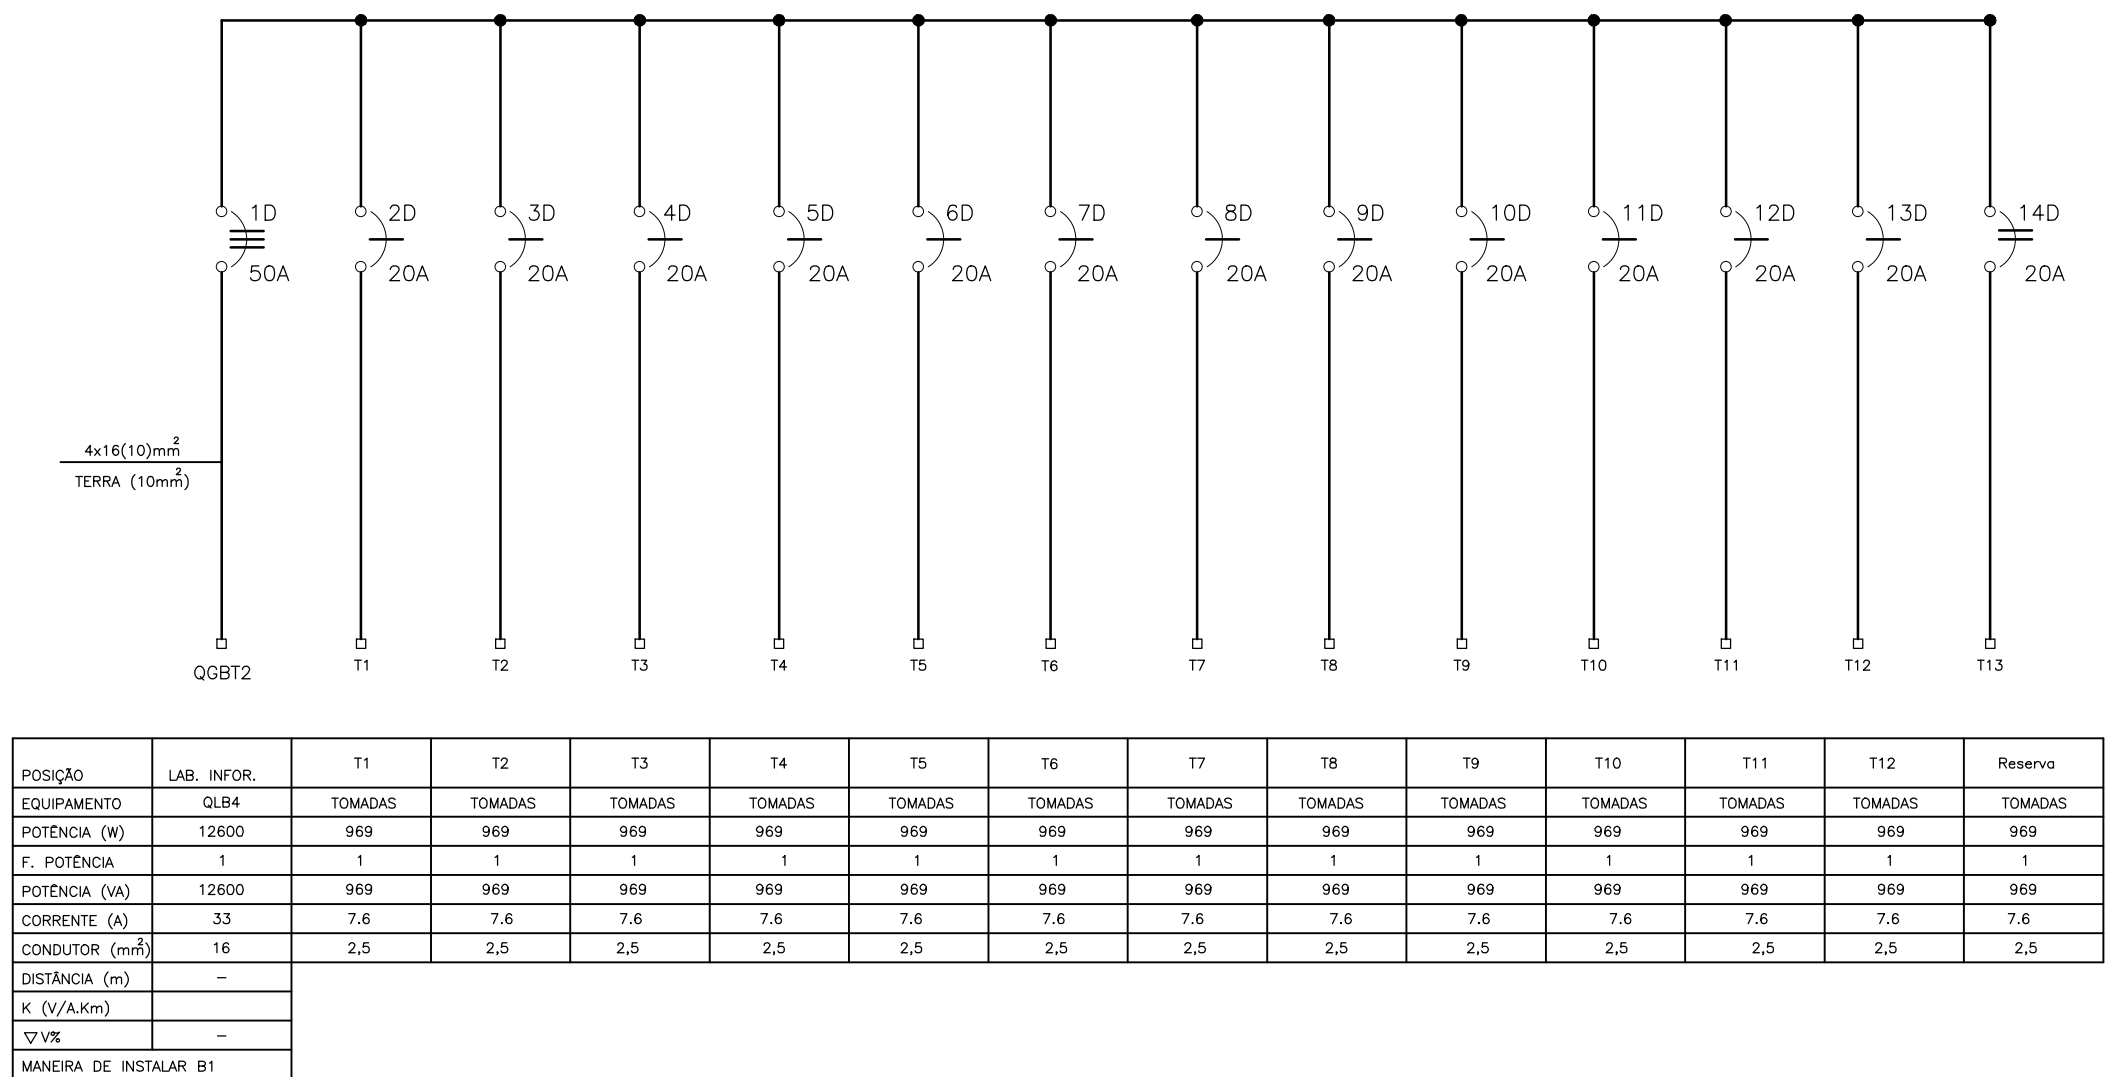 1D 2D 3D 4D 5D 6D 7D 8D 9D 10D 11D 12D 13D 14D
50A 20A 20A 20A 20A 20A 20A 20A 20A 20A 20A 20A 20A 20A
4x16(10)mm²
TERRA (10mm²)
QGBT2 T1 T2 T3 T4 T5 T6 T7 T8 T9 T10 T11 T12 T13
POSIÇÃO LAB. INFOR. T1 T2 T3 T4 T5 T6 T7 T8 T9 T10 T11 T12 Reserva
EQUIPAMENTO QLB4 TOMADAS TOMADAS TOMADAS TOMADAS TOMADAS TOMADAS TOMADAS TOMADAS TOMADAS TOMADAS TOMADAS TOMADAS TOMADAS
POTÊNCIA (W) 12600 969 969 969 969 969 969 969 969 969 969 969 969 969
F. POTÊNCIA 1 1 1 1 1 1 1 1 1 1 1 1 1 1
POTÊNCIA (VA) 12600 969 969 969 969 969 969 969 969 969 969 969 969 969
CORRENTE (A) 33 7.6 7.6 7.6 7.6 7.6 7.6 7.6 7.6 7.6 7.6 7.6 7.6 7.6
CONDUTOR (mm²) 16 2,5 2,5 2,5 2,5 2,5 2,5 2,5 2,5 2,5 2,5 2,5 2,5 2,5
DISTÂNCIA (m) –
K (V/A.Km)
▽V% –
MANEIRA DE INSTALAR B1